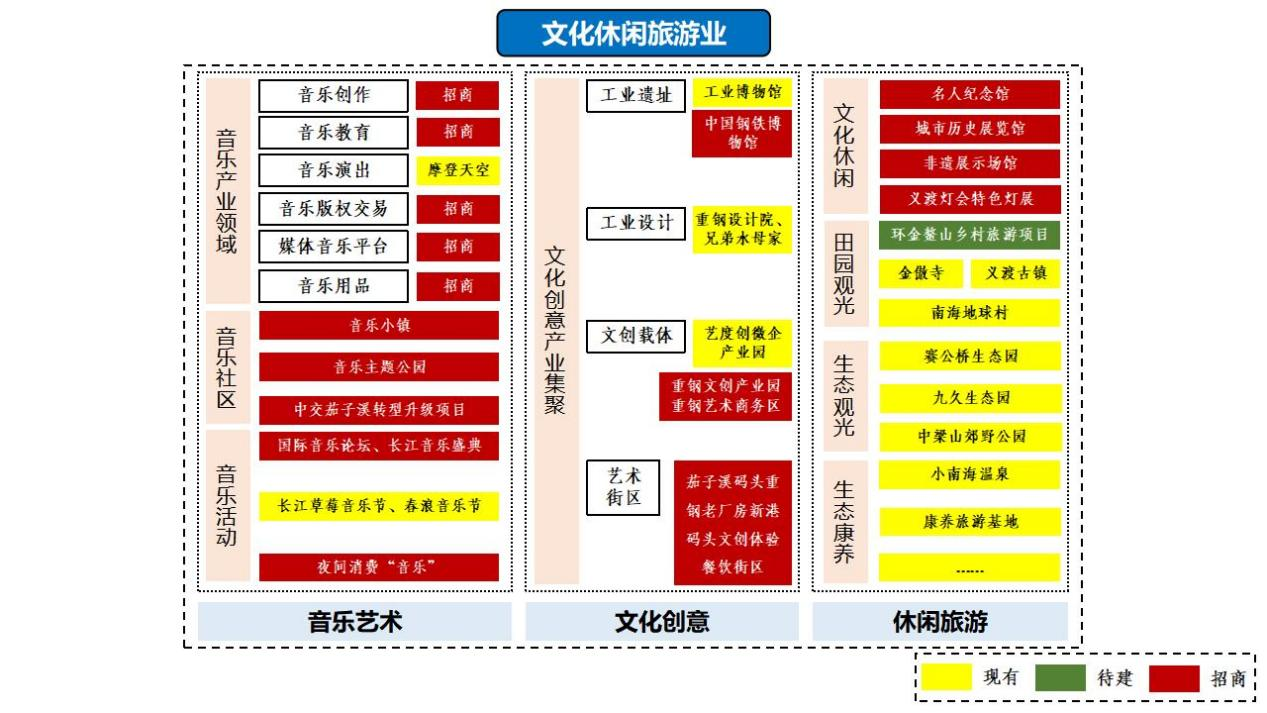 文化休闲旅游业
音乐产业领域
音乐创作
招商
音乐教育
招商
音乐演出
摩登天空
音乐版权交易
招商
媒体音乐平台
招商
音乐用品
招商
音乐社区
音乐小镇
音乐主题公园
中交茄子溪转型升级项目
音乐活动
国际音乐论坛、长江音乐盛典
长江草莓音乐节、春浪音乐节
夜间消费“音乐”
音乐艺术
文化创意产业集聚
工业遗址
工业博物馆
中国钢铁博
物馆
工业设计
重钢设计院、
兄弟水母家
文创载体
艺度创微企
产业园
重钢文创产业园
重钢艺术商务区
艺术
街区
茄子溪码头重
钢老厂房新港
码头文创体验
餐饮街区
文化创意
文化休闲
名人纪念馆
城市历史展览馆
非遗展示场馆
义渡灯会特色灯展
田园观光
环金鳌山乡村旅游项目
金傲寺
义渡古镇
南海地球村
生态观光
赛公桥生态园
九久生态园
中梁山郊野公园
生态康养
小南海温泉
康养旅游基地
……
休闲旅游
现有
待建
招商